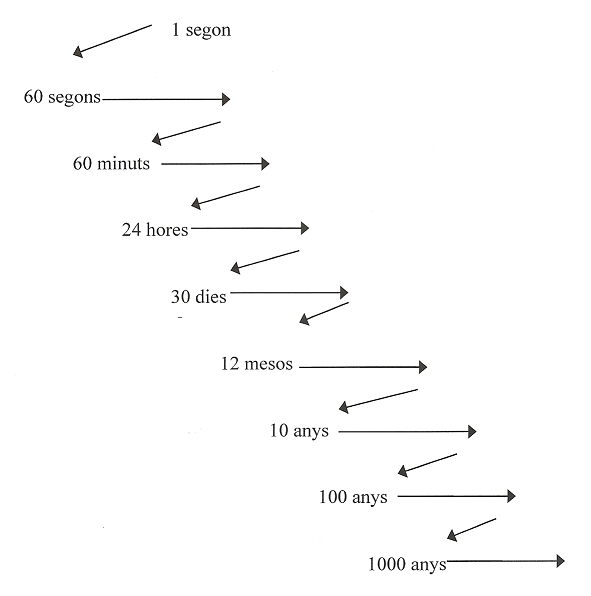 1 segon
60 segons
60 minuts
24 hores
30 dies
12 mesos
10 anys
100 anys
1000 anys